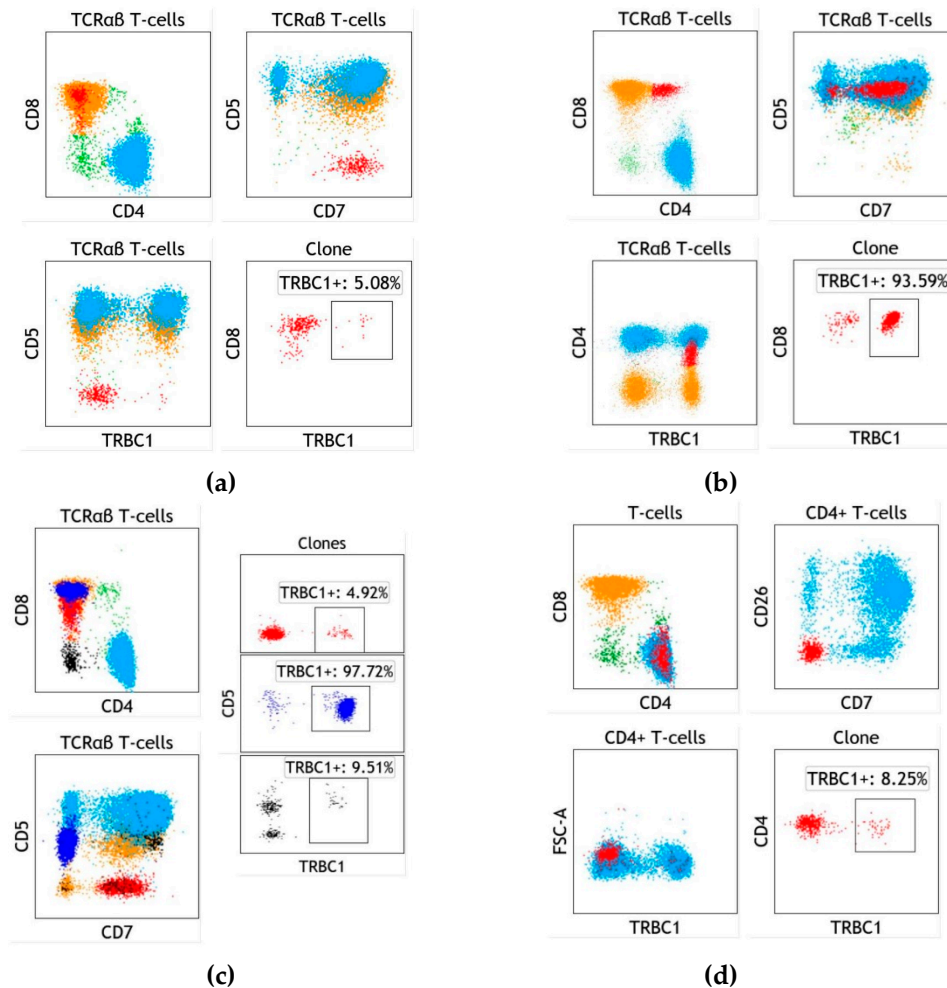 TCRαβ T-cells
CD8
CD4
TCRαβ T-cells
CD5
CD7
TCRαβ T-cells
CD5
TRBC1
Clone
TRBC1+: 5.08%
CD8
TRBC1
(a)
TCRαβ T-cells
CD8
CD4
TCRαβ T-cells
CD5
CD7
TCRαβ T-cells
CD4
TRBC1
Clone
TRBC1+: 93.59%
CD8
TRBC1
(b)
TCRαβ T-cells
CD8
CD4
TCRαβ T-cells
CD5
CD7
Clones
TRBC1+: 4.92%
TRBC1+: 97.72%
TRBC1+: 9.51%
CD5
TRBC1
(c)
T-cells
CD8
CD4
CD4+ T-cells
CD26
CD7
CD4+ T-cells
FSC-A
TRBC1
Clone
TRBC1+: 8.25%
CD4
TRBC1
(d)